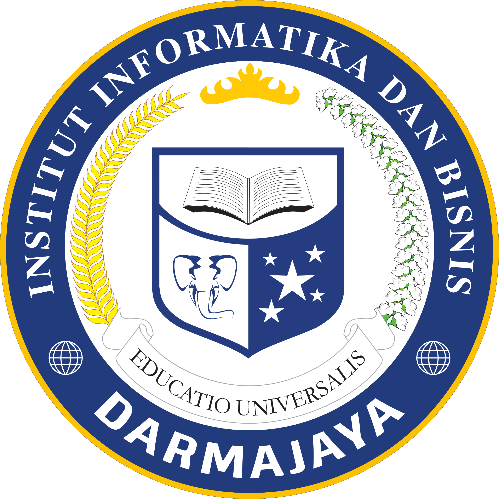 INSTITUT INFORMATIKA DAN BISNIS
EDUCATIO UNIVERSALIS
DARMAJAYA